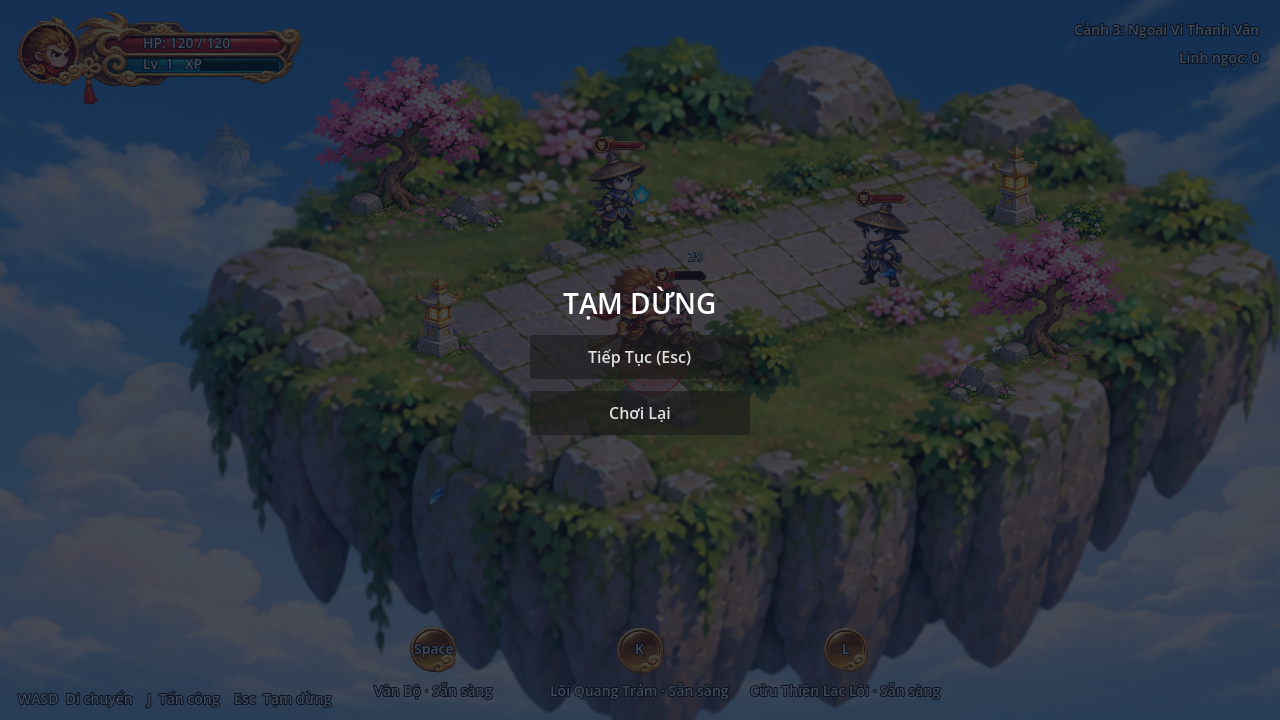 HP: 120 / 120
Lv. 1 · XP
Cảnh 3: Ngoại Vi Thanh Vân
Linh ngọc: 0
TẠM DỪNG
Tiếp Tục (Esc)
Chơi Lại
Space
K
L
Vân Bộ · Sẵn sàng
Lôi Quang Trảm · Sẵn sàng
Cửu Thiên Lạc Lôi · Sẵn sàng
WASD Di chuyển J Tấn công Esc Tạm dừng